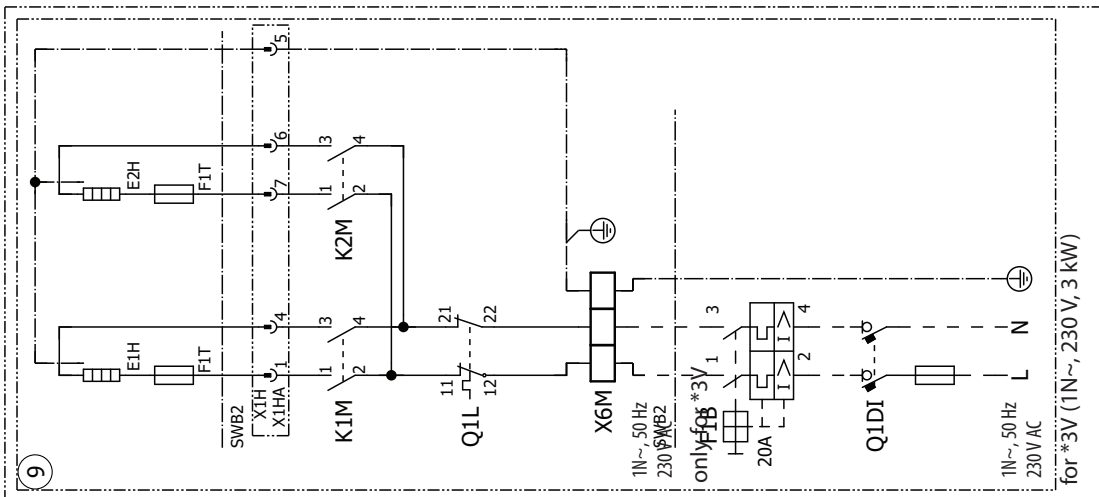 9
5
6
7
4
1
E2H
F1T
E1H
F1T
SWB2
X1H
X1HA
3
4
1
2
K2M
3
4
1
2
K1M
21
22
11
12
Q1L
X6M
1N~, 50 Hz
230 V AC
SWB2
only for *3V
F1B
20A
3
1
I >
I >
4
2
Q1DI
N
L
1N~, 50 Hz
230 V AC
for *3V (1N~, 230 V, 3 kW)